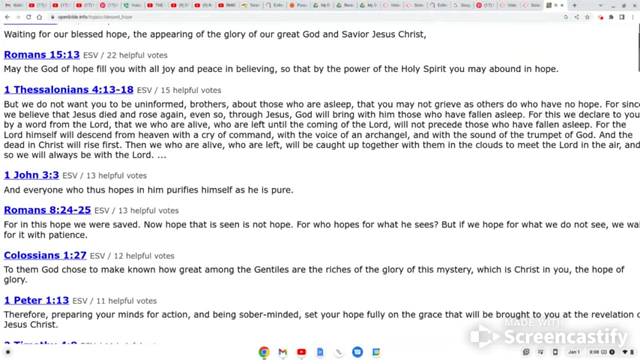 openbible.info/topics/blessed_hope
Waiting for our blessed hope, the appearing of the glory of our great God and Savior Jesus Christ,
Romans 15:13 ESV / 22 helpful votes
May the God of hope fill you with all joy and peace in believing, so that by the power of the Holy Spirit you may abound in hope.
1 Thessalonians 4:13-18 ESV / 15 helpful votes
But we do not want you to be uninformed, brothers, about those who are asleep, that you may not grieve as others do who have no hope. For since
we believe that Jesus died and rose again, even so, through Jesus, God will bring with him those who have fallen asleep. For this we declare to you
by a word from the Lord, that we who are alive, who are left until the coming of the Lord, will not precede those who have fallen asleep. For the
Lord himself will descend from heaven with a cry of command, with the voice of an archangel, and with the sound of the trumpet of God. And the
dead in Christ will rise first. Then we who are alive, who are left, will be caught up together with them in the clouds to meet the Lord in the air, and
so we will always be with the Lord. ...
1 John 3:3 ESV / 13 helpful votes
And everyone who thus hopes in him purifies himself as he is pure.
Romans 8:24-25 ESV / 13 helpful votes
For in this hope we were saved. Now hope that is seen is not hope. For who hopes for what he sees? But if we hope for what we do not see, we wa
for it with patience.
Colossians 1:27 ESV / 12 helpful votes
To them God chose to make known how great among the Gentiles are the riches of the glory of this mystery, which is Christ in you, the hope of
glory.
1 Peter 1:13 ESV / 11 helpful votes
Therefore, preparing your minds for action, and being sober-minded, set your hope fully on the grace that will be brought to you at the revelation o
Jesus Christ.
MADE WITH
Screencastify
Jan 1 8:08